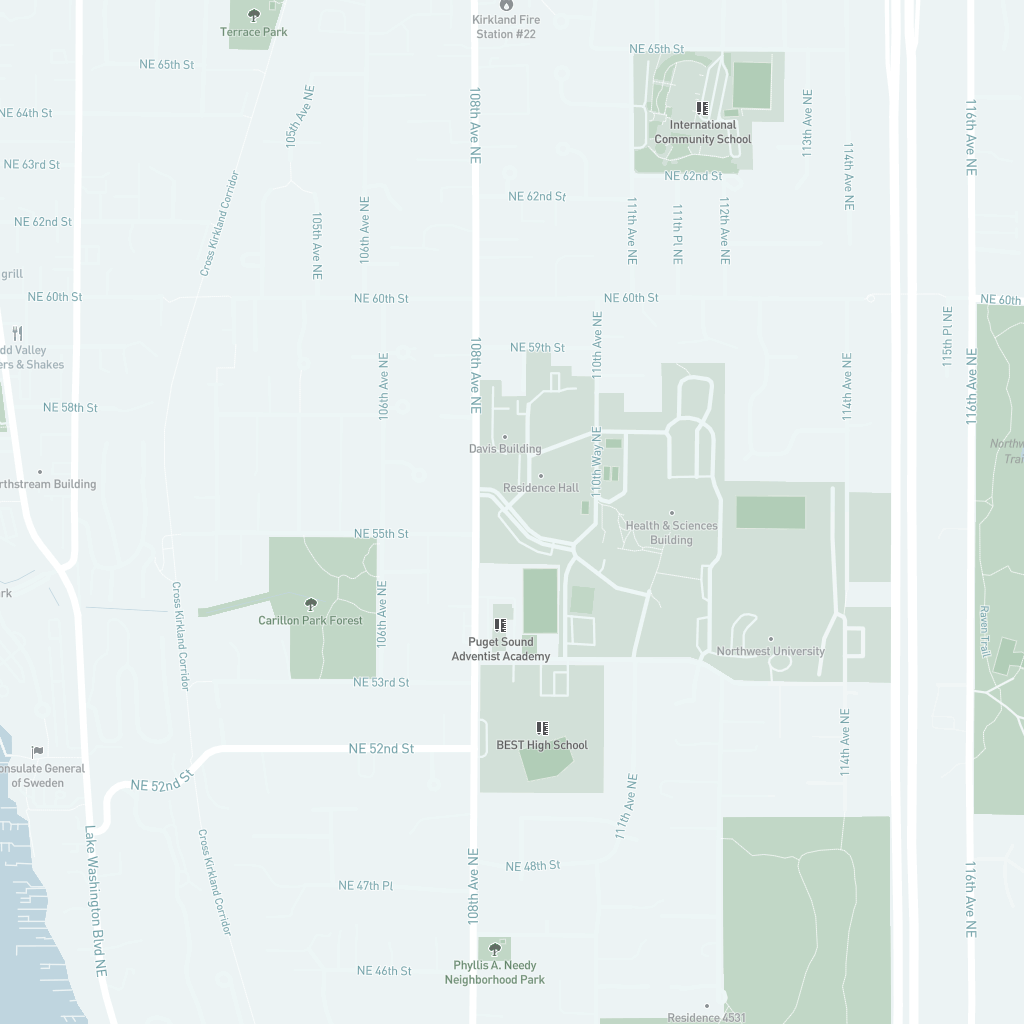 Kirkland Fire
Station #22
Terrace Park
NE 65th St
NE 65th St
NE 64th St
105th Ave NE
108th Ave NE
International
Community School
113th Ave NE
116th Ave NE
NE 63rd St
114th Ave NE
NE 62nd St
NE 62nd St
NE 62nd St
Cross Kirkland Corridor
105th Ave NE
106th Ave NE
111th Ave NE
111th Pl NE
112th Ave NE
grill
NE 60th St
NE 60th St
NE 60th St
NE 60th
Valley
& Shakes
NE 59th St
110th Ave NE
115th Pl NE
108th Ave NE
106th Ave NE
114th Ave NE
116th Ave NE
NE 58th St
Davis Building
110th Way NE
Residence Hall
Building
Health & Sciences
Building
NE 55th St
Carillon Park Forest
106th Ave NE
Cross Kirkland Corridor
Puget Sound
Adventist Academy
Northwest University
Raven Trail
NE 53rd St
BEST High School
NE 52nd St
114th Ave NE
General
of Sweden
NE 52nd St
111th Ave NE
Lake Washington Blvd NE
Cross Kirkland Corridor
108th Ave NE
NE 48th St
NE 47th Pl
116th Ave NE
Phyllis A. Needy
Neighborhood Park
NE 46th St
Residence 4531